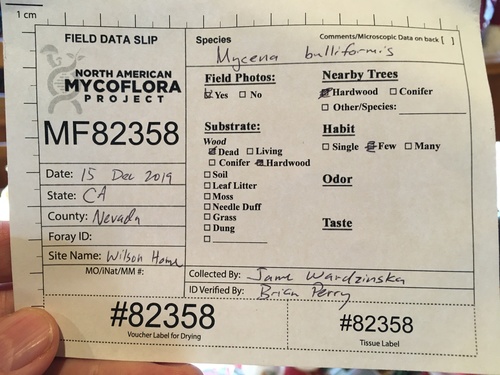 1 cm
FIELD DATA SLIP
NORTH AMERICAN
MYCOFLORA
PROJECT
MF82358
Date: 15 Dec 2019
State: CA
County: Nevada
Foray ID:
Site Name: Wilson Home
MO/iNat/MM #:
Species Comments/Microscopic Data on back [ ]
Mycena bulliformis
Field Photos:
Yes No
Nearby Trees
Hardwood Conifer
Other/Species:
Substrate:
Wood
Dead Living
Conifer Hardwood
Soil
Leaf Litter
Moss
Needle Duff
Grass
Dung
Habit
Single Few Many
Odor
Taste
Collected By: Jame Wardzinska
ID Verified By: Brian Perry
#82358
Voucher Label for Drying
#82358
Tissue Label